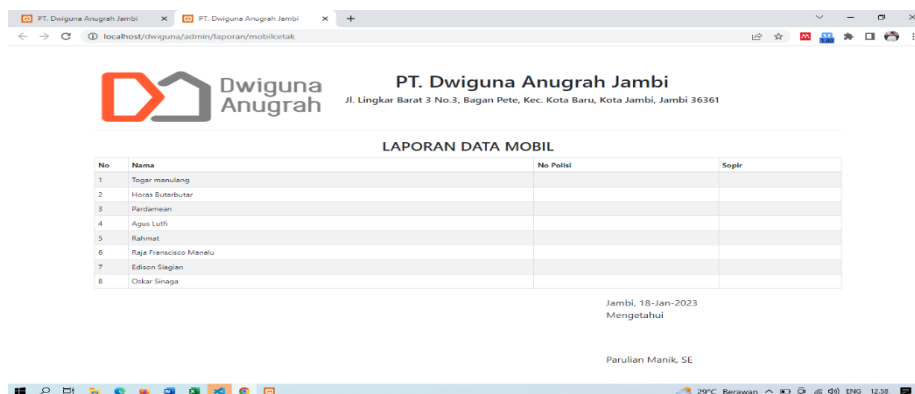 PT. Dwiguna Anugrah Jambi
PT. Dwiguna Anugrah Jambi
localhost/dwiguna/admin/laporan/mobilcetak
Dwiguna
Anugrah
PT. Dwiguna Anugrah Jambi
Jl. Lingkar Barat 3 No.3, Bagan Pete, Kec. Kota Baru, Kota Jambi, Jambi 36361
LAPORAN DATA MOBIL
No Nama No Polisi Sopir
1 Togar manulang
2 Horas Butarbutar
3 Pardamean
4 Agus Lutfi
5 Rahmat
6 Raja Franscisco Manalu
7 Edison Siagian
8 Oskar Sinaga
Jambi, 18-Jan-2023
Mengetahui
Parulian Manik, SE
29°C Berawan ENG 12.58